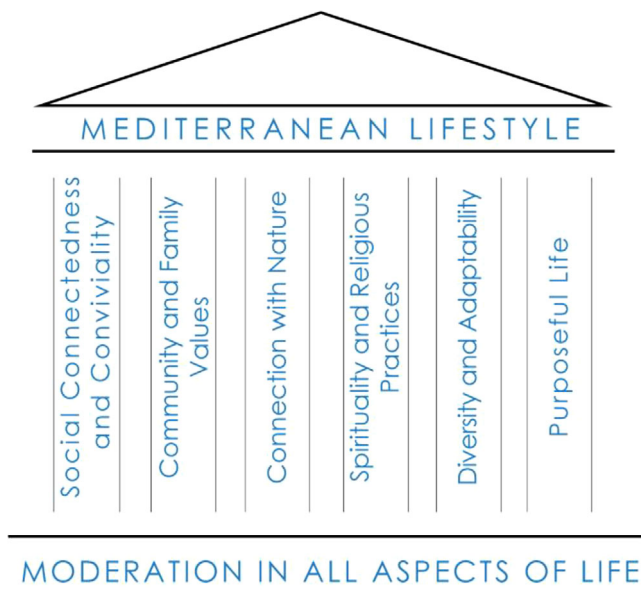 MEDITERRANEAN LIFESTYLE
Social Connectedness
and Conviviality
Community and Family
Values
Connection with Nature
Spirituality and Religious
Practices
Diversity and Adaptability
Purposeful Life
MODERATION IN ALL ASPECTS OF LIFE